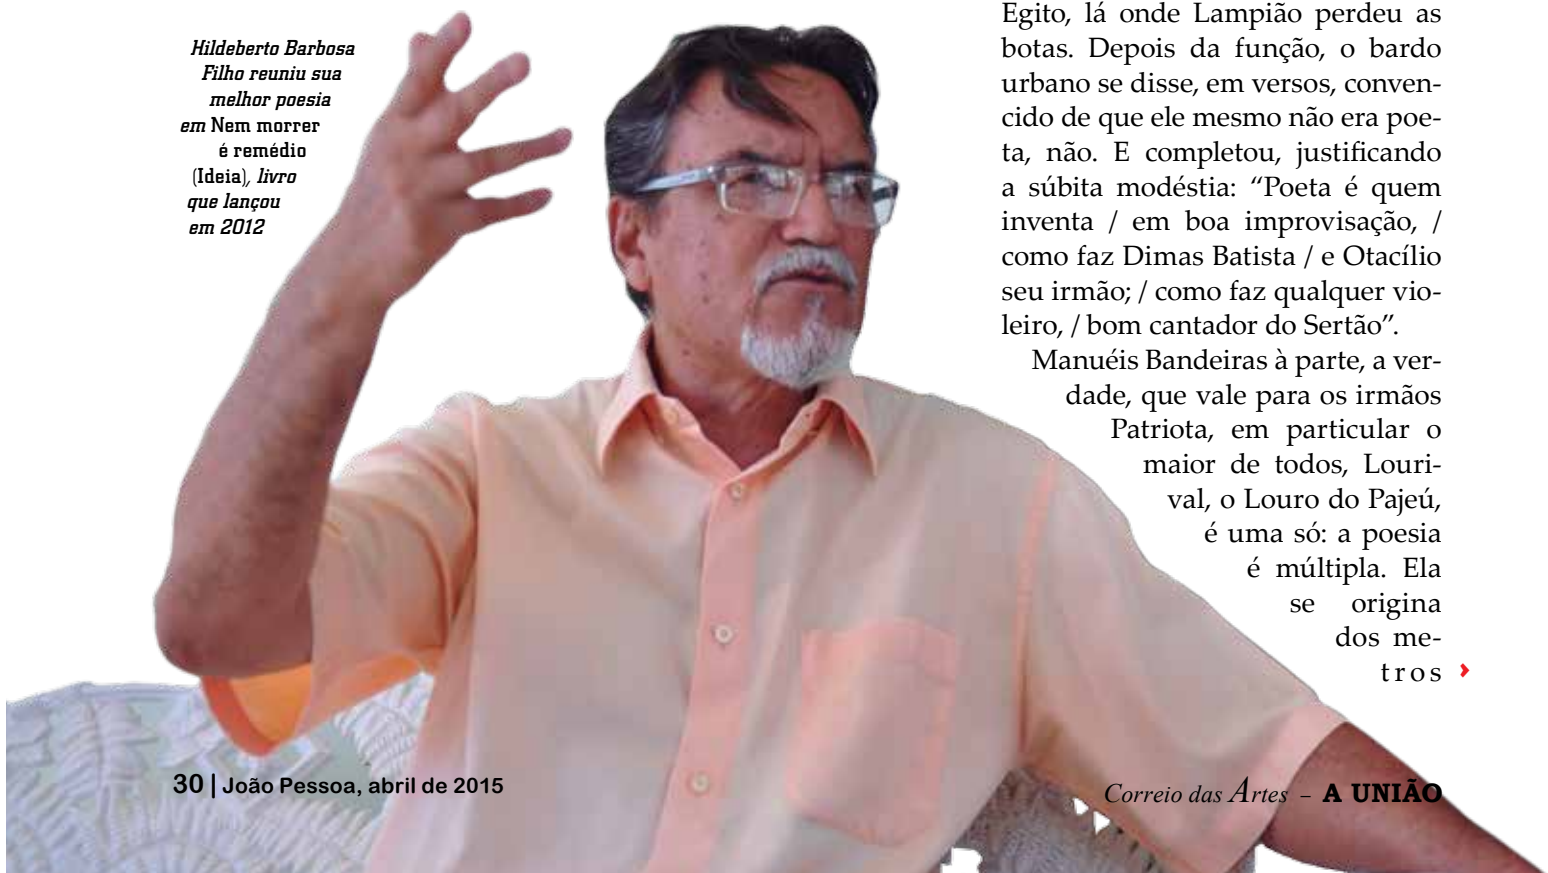 Hildeberto Barbosa
Filho reuniu sua
melhor poesia
em Nem morrer
é remédio
(Ideia), livro
que lançou
em 2012
Egito, lá onde Lampião perdeu as
botas. Depois da função, o bardo
urbano se disse, em versos, conven-
cido de que ele mesmo não era poe-
ta, não. E completou, justificando
a súbita modéstia: “Poeta é quem
inventa / em boa improvisação, /
como faz Dimas Batista / e Otacílio
seu irmão; / como faz qualquer vio-
leiro, / bom cantador do Sertão”.
Manuéis Bandeiras à parte, a ver-
dade, que vale para os irmãos
Patriota, em particular o
maior de todos, Louri-
val, o Louro do Pajeú,
é uma só: a poesia
é múltipla. Ela
se origina
dos me-
tros
30 | João Pessoa, abril de 2015
Correio das Artes – A UNIÃO